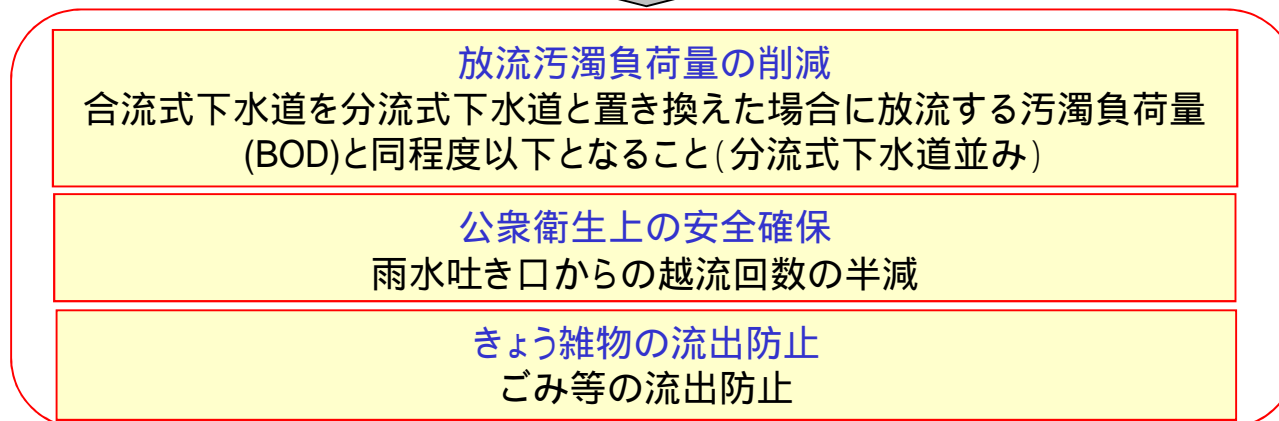 放流汚濁負荷量の削減
合流式下水道を分流式下水道と置き換えた場合に放流する汚濁負荷量
(BOD)と同程度以下となること(分流式下水道並み)
公衆衛生上の安全確保
雨水吐き口からの越流回数の半減
きょう雑物の流出防止
ごみ等の流出防止